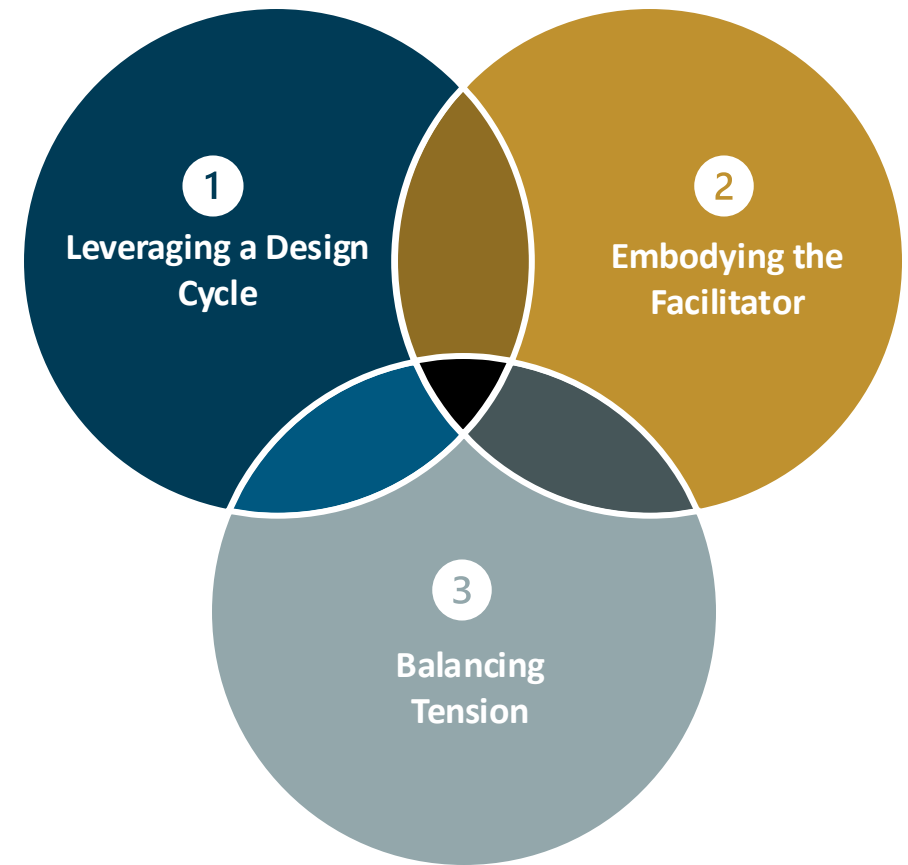 1
Leveraging a Design
Cycle
2
Embodying the
Facilitator
3
Balancing
Tension